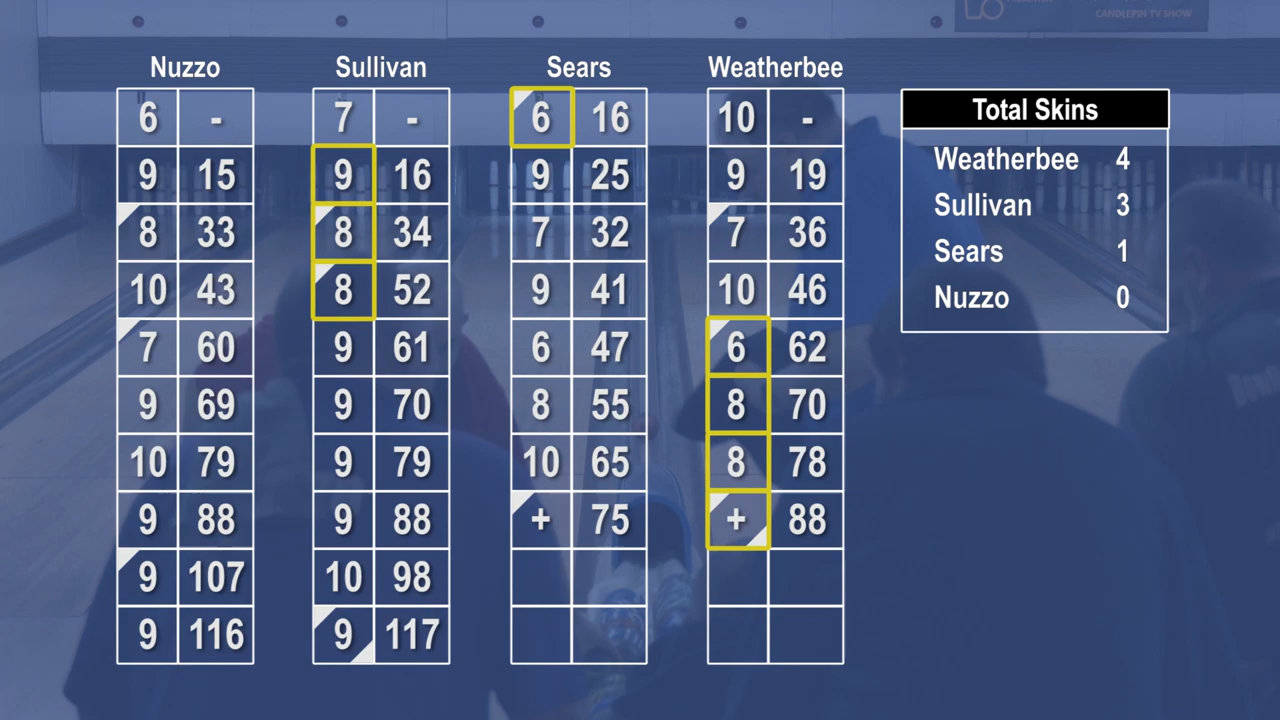 CANDLEPIN TV SHOW
Nuzzo Sullivan Sears Weatherbee
6 - 7 - 6 16 10 -
9 15 9 16 9 25 9 19
8 33 8 34 7 32 7 36
10 43 8 52 9 41 10 46
7 60 9 61 6 47 6 62
9 69 9 70 8 55 8 70
10 79 9 79 10 65 8 78
9 88 9 88 + 75 + 88
9 107 10 98
9 116 9 117
Total Skins
Weatherbee 4
Sullivan 3
Sears 1
Nuzzo 0